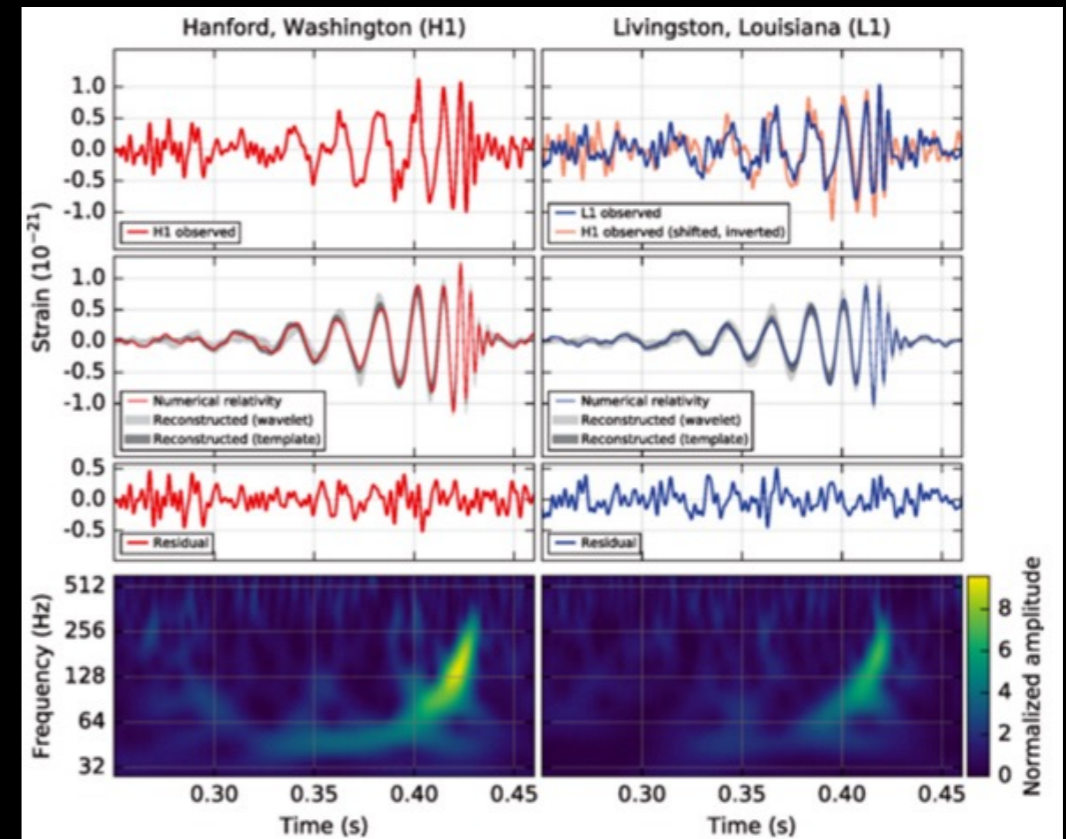 Hanford, Washington (H1)
Livingston, Louisiana (L1)
Strain (10⁻²¹)
1.0
0.5
0.0
-0.5
-1.0
H1 observed
L1 observed
H1 observed (shifted, inverted)
1.0
0.5
0.0
-0.5
-1.0
Numerical relativity
Reconstructed (wavelet)
Reconstructed (template)
Numerical relativity
Reconstructed (wavelet)
Reconstructed (template)
0.5
0.0
-0.5
Residual
Residual
Frequency (Hz)
512
256
128
64
32
Normalized amplitude
8
6
4
2
0
0.30
0.35
0.40
0.45
0.30
0.35
0.40
0.45
Time (s)
Time (s)